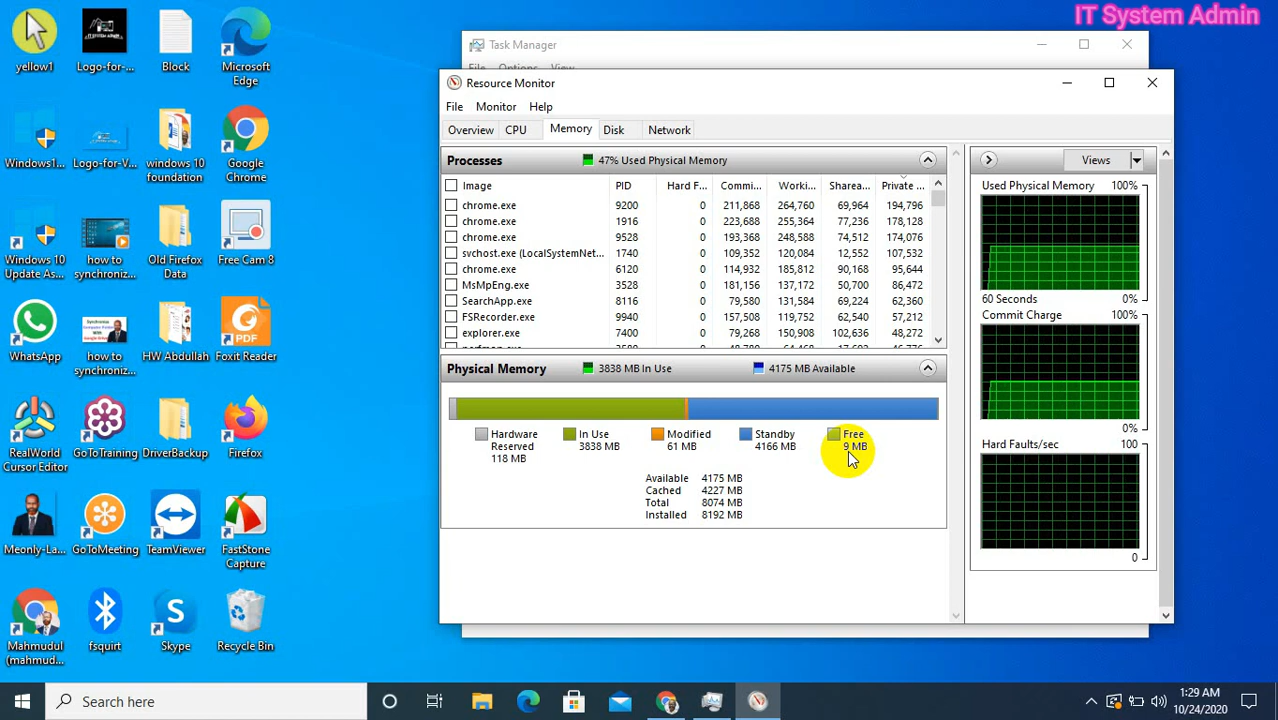 IT System Admin
yellow1
Logo-for-...
Block
Microsoft
Edge
Windows1...
Logo-for-V...
windows 10
foundation
Google
Chrome
Windows 10
Update As...
how to
synchroniz...
Old Firefox
Data
Free Cam 8
WhatsApp
how to
synchroniz...
HW Abdullah
PDF
Foxit Reader
RealWorld
Cursor Editor
GoToTraining
DriverBackup
Firefox
Meonly-La...
GoToMeeting
TeamViewer
FastStone
Capture
Mahmudul
(mahmud...
fsquirt
Skype
Recycle Bin
Task Manager
File Options View
Resource Monitor
File Monitor Help
Overview CPU Memory Disk Network
Processes 47% Used Physical Memory
Image PID Hard F... Commi... Worki... Sharea... Private ...
chrome.exe 9200 0 211,868 264,760 69,964 194,796
chrome.exe 1916 0 223,688 255,364 77,236 178,128
chrome.exe 9528 0 193,368 248,588 74,512 174,076
svchost.exe (LocalSystemNet... 1740 0 109,352 120,084 12,552 107,532
chrome.exe 6120 0 114,932 185,812 90,168 95,644
MsMpEng.exe 2784 0 181,156 137,172 50,700 86,472
SearchApp.exe 8116 0 79,580 131,584 69,224 62,360
FSRecorder.exe 9940 0 157,508 119,752 62,540 57,212
explorer.exe 7400 0 79,268 150,908 102,636 48,272
Physical Memory 3838 MB In Use 4175 MB Available
Hardware
Reserved
118 MB
In Use
3838 MB
Modified
61 MB
Standby
4166 MB
Free
9 MB
Available 4175 MB
Cached 4227 MB
Total 8074 MB
Installed 8192 MB
Views
Used Physical Memory 100%
60 Seconds 0%
Commit Charge 100%
0%
Hard Faults/sec 100
0
Search here
1:29 AM
10/24/2020